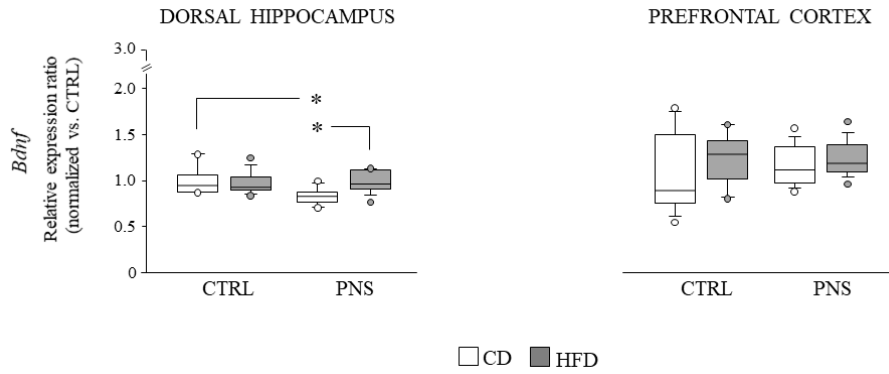 DORSAL HIPPOCAMPUS
PREFRONTAL CORTEX
Bdnf
Relative expression ratio
(normalized vs. CTRL)
3.0
2.0
1.5
1.0
0.5
0
*
*
CTRL
PNS
CTRL
PNS
CD
HFD